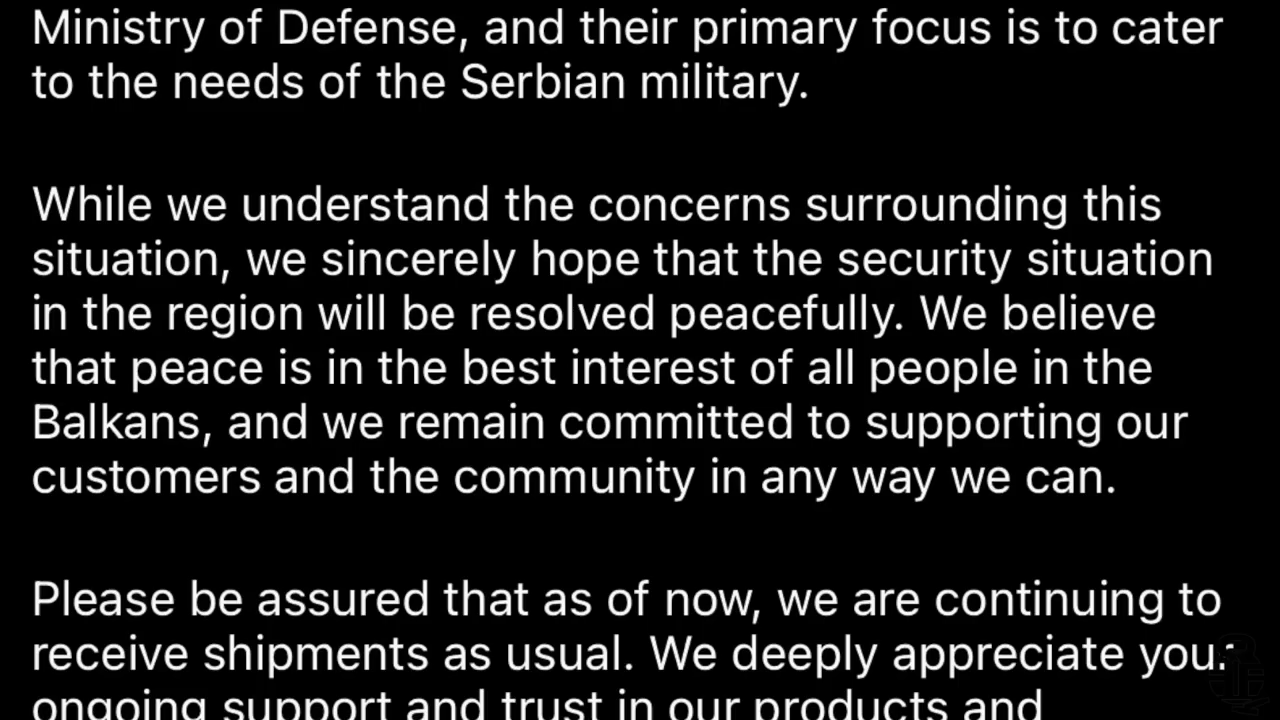 Ministry of Defense, and their primary focus is to cater
to the needs of the Serbian military.
While we understand the concerns surrounding this
situation, we sincerely hope that the security situation
in the region will be resolved peacefully. We believe
that peace is in the best interest of all people in the
Balkans, and we remain committed to supporting our
customers and the community in any way we can.
Please be assured that as of now, we are continuing to
receive shipments as usual. We deeply appreciate you.
ongoing support and trust in our products and